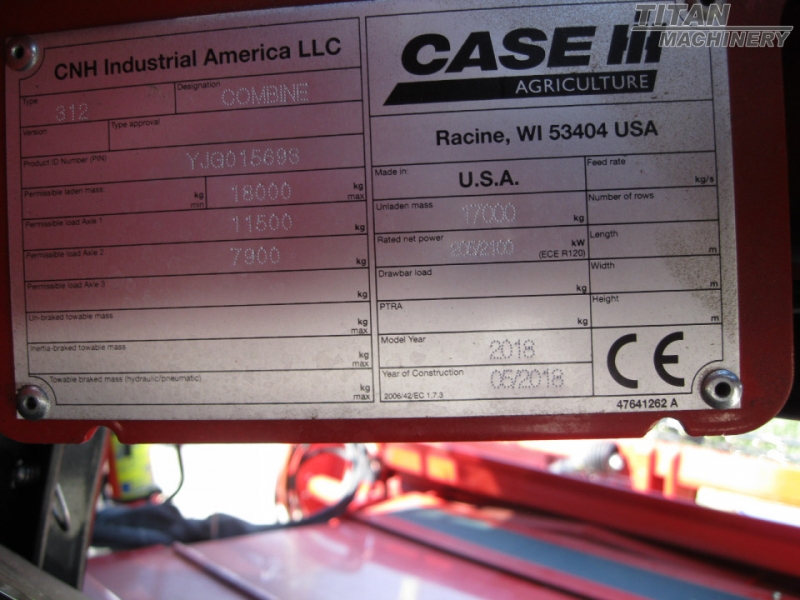 TITAN
MACHINERY
CNH Industrial America LLC
CASE IH
AGRICULTURE
Type
312
Designation
COMBINE
Version
Type approval
Product ID Number (PIN)
YJG015698
Permissible laden mass
kg min
18000
kg max
Permissible load Axle 1
11500
kg
Permissible load Axle 2
7900
kg
Permissible load Axle 3
kg
Un-braked towable mass
kg max
Inertia-braked towable mass
kg max
Towable braked mass (hydraulic/pneumatic)
kg max
Racine, WI 53404 USA
Made in:
U.S.A.
Unladen mass
17000
kg
Rated net power
kW
(ECE R120)
Drawbar load
kg
PTRA
kg
Model Year
2018
Year of Construction
05/2018
2006/42/EC 1.7.3
Feed rate
kg/s
Number of rows
Length
m
Width
m
Height
m
CE
47641262 A